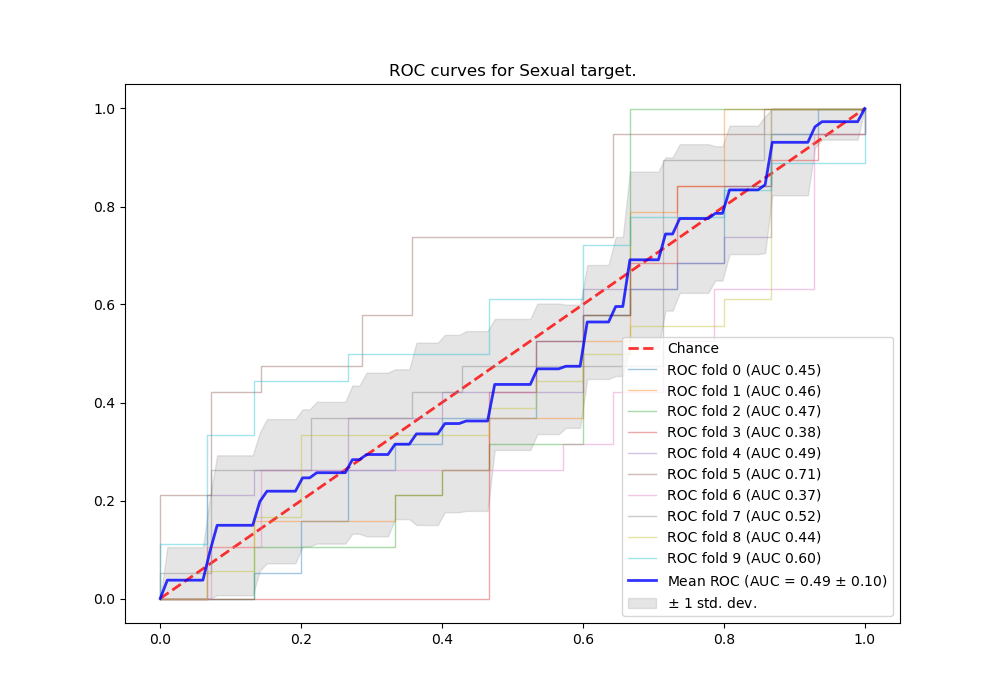 ROC curves for Sexual target.
1.0
0.8
0.6
0.4
0.2
0.0
Chance
ROC fold 0 (AUC 0.45)
ROC fold 1 (AUC 0.46)
ROC fold 2 (AUC 0.47)
ROC fold 3 (AUC 0.38)
ROC fold 4 (AUC 0.49)
ROC fold 5 (AUC 0.71)
ROC fold 6 (AUC 0.37)
ROC fold 7 (AUC 0.52)
ROC fold 8 (AUC 0.44)
ROC fold 9 (AUC 0.60)
Mean ROC (AUC = 0.49 ± 0.10)
± 1 std. dev.
0.0 0.2 0.4 0.6 0.8 1.0